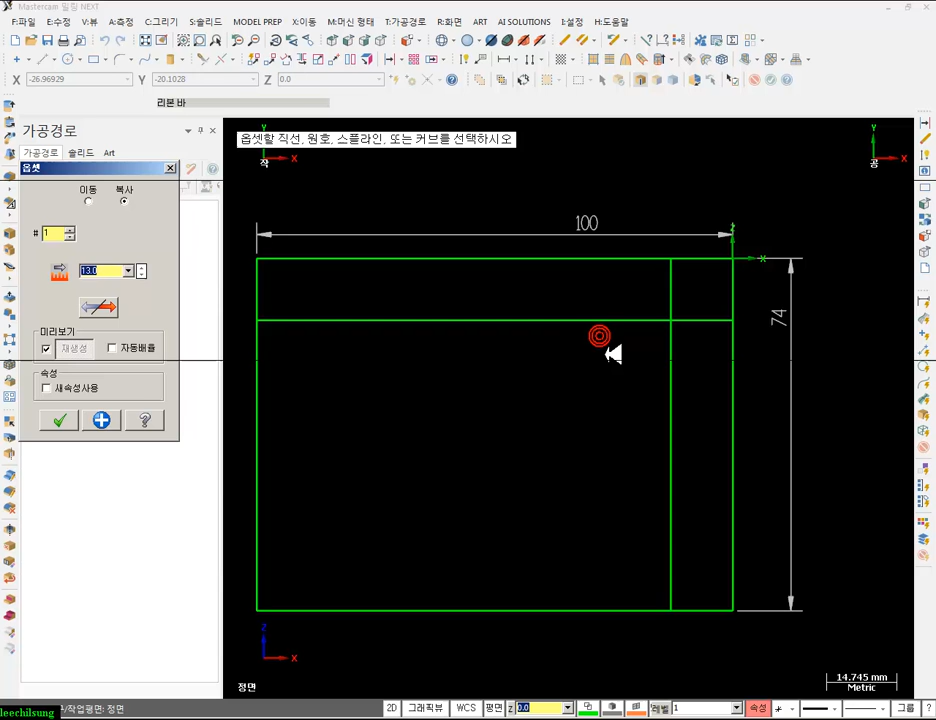 Mastercam 밀링 NEXT
F:파일 E:수정 V:뷰 A:측정 C:그리기 S:솔리드 MODEL PREP X:이동 M:머신 형태 T:가공경로 R:화면 ART AI SOLUTIONS I:설정 H:도움말
X -26.96929 Y -20.1028 Z 0.0
리본 바
가공경로
옵셋할 직선, 원호, 스플라인, 또는 커브를 선택하시오
가공경로 솔리드 Art
옵셋
이동 복사
# 1
13.0
미리보기
재생성 자동배율
속성
새속성사용
Y
X
작
Y
X
공
100
Z
X
74
Z
X
정면
14.745 mm
Metric
/작업평면: 정면
leechilsung
2D 그래픽뷰 WCS 평면 Z 0.0 레벨 1 속성 그룹 ?